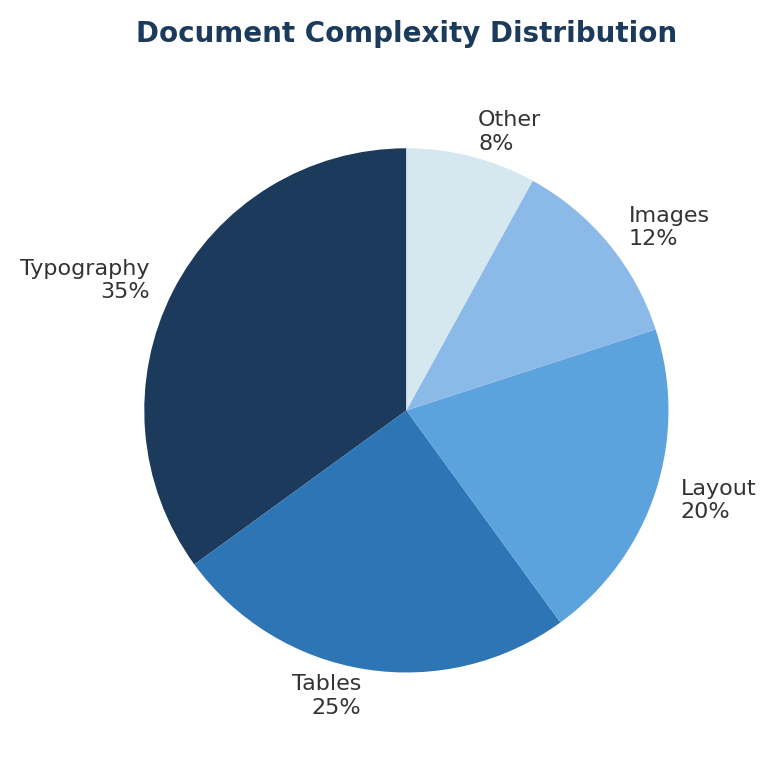 Document Complexity Distribution
Other
8%
Images
12%
Typography
35%
Layout
20%
Tables
25%